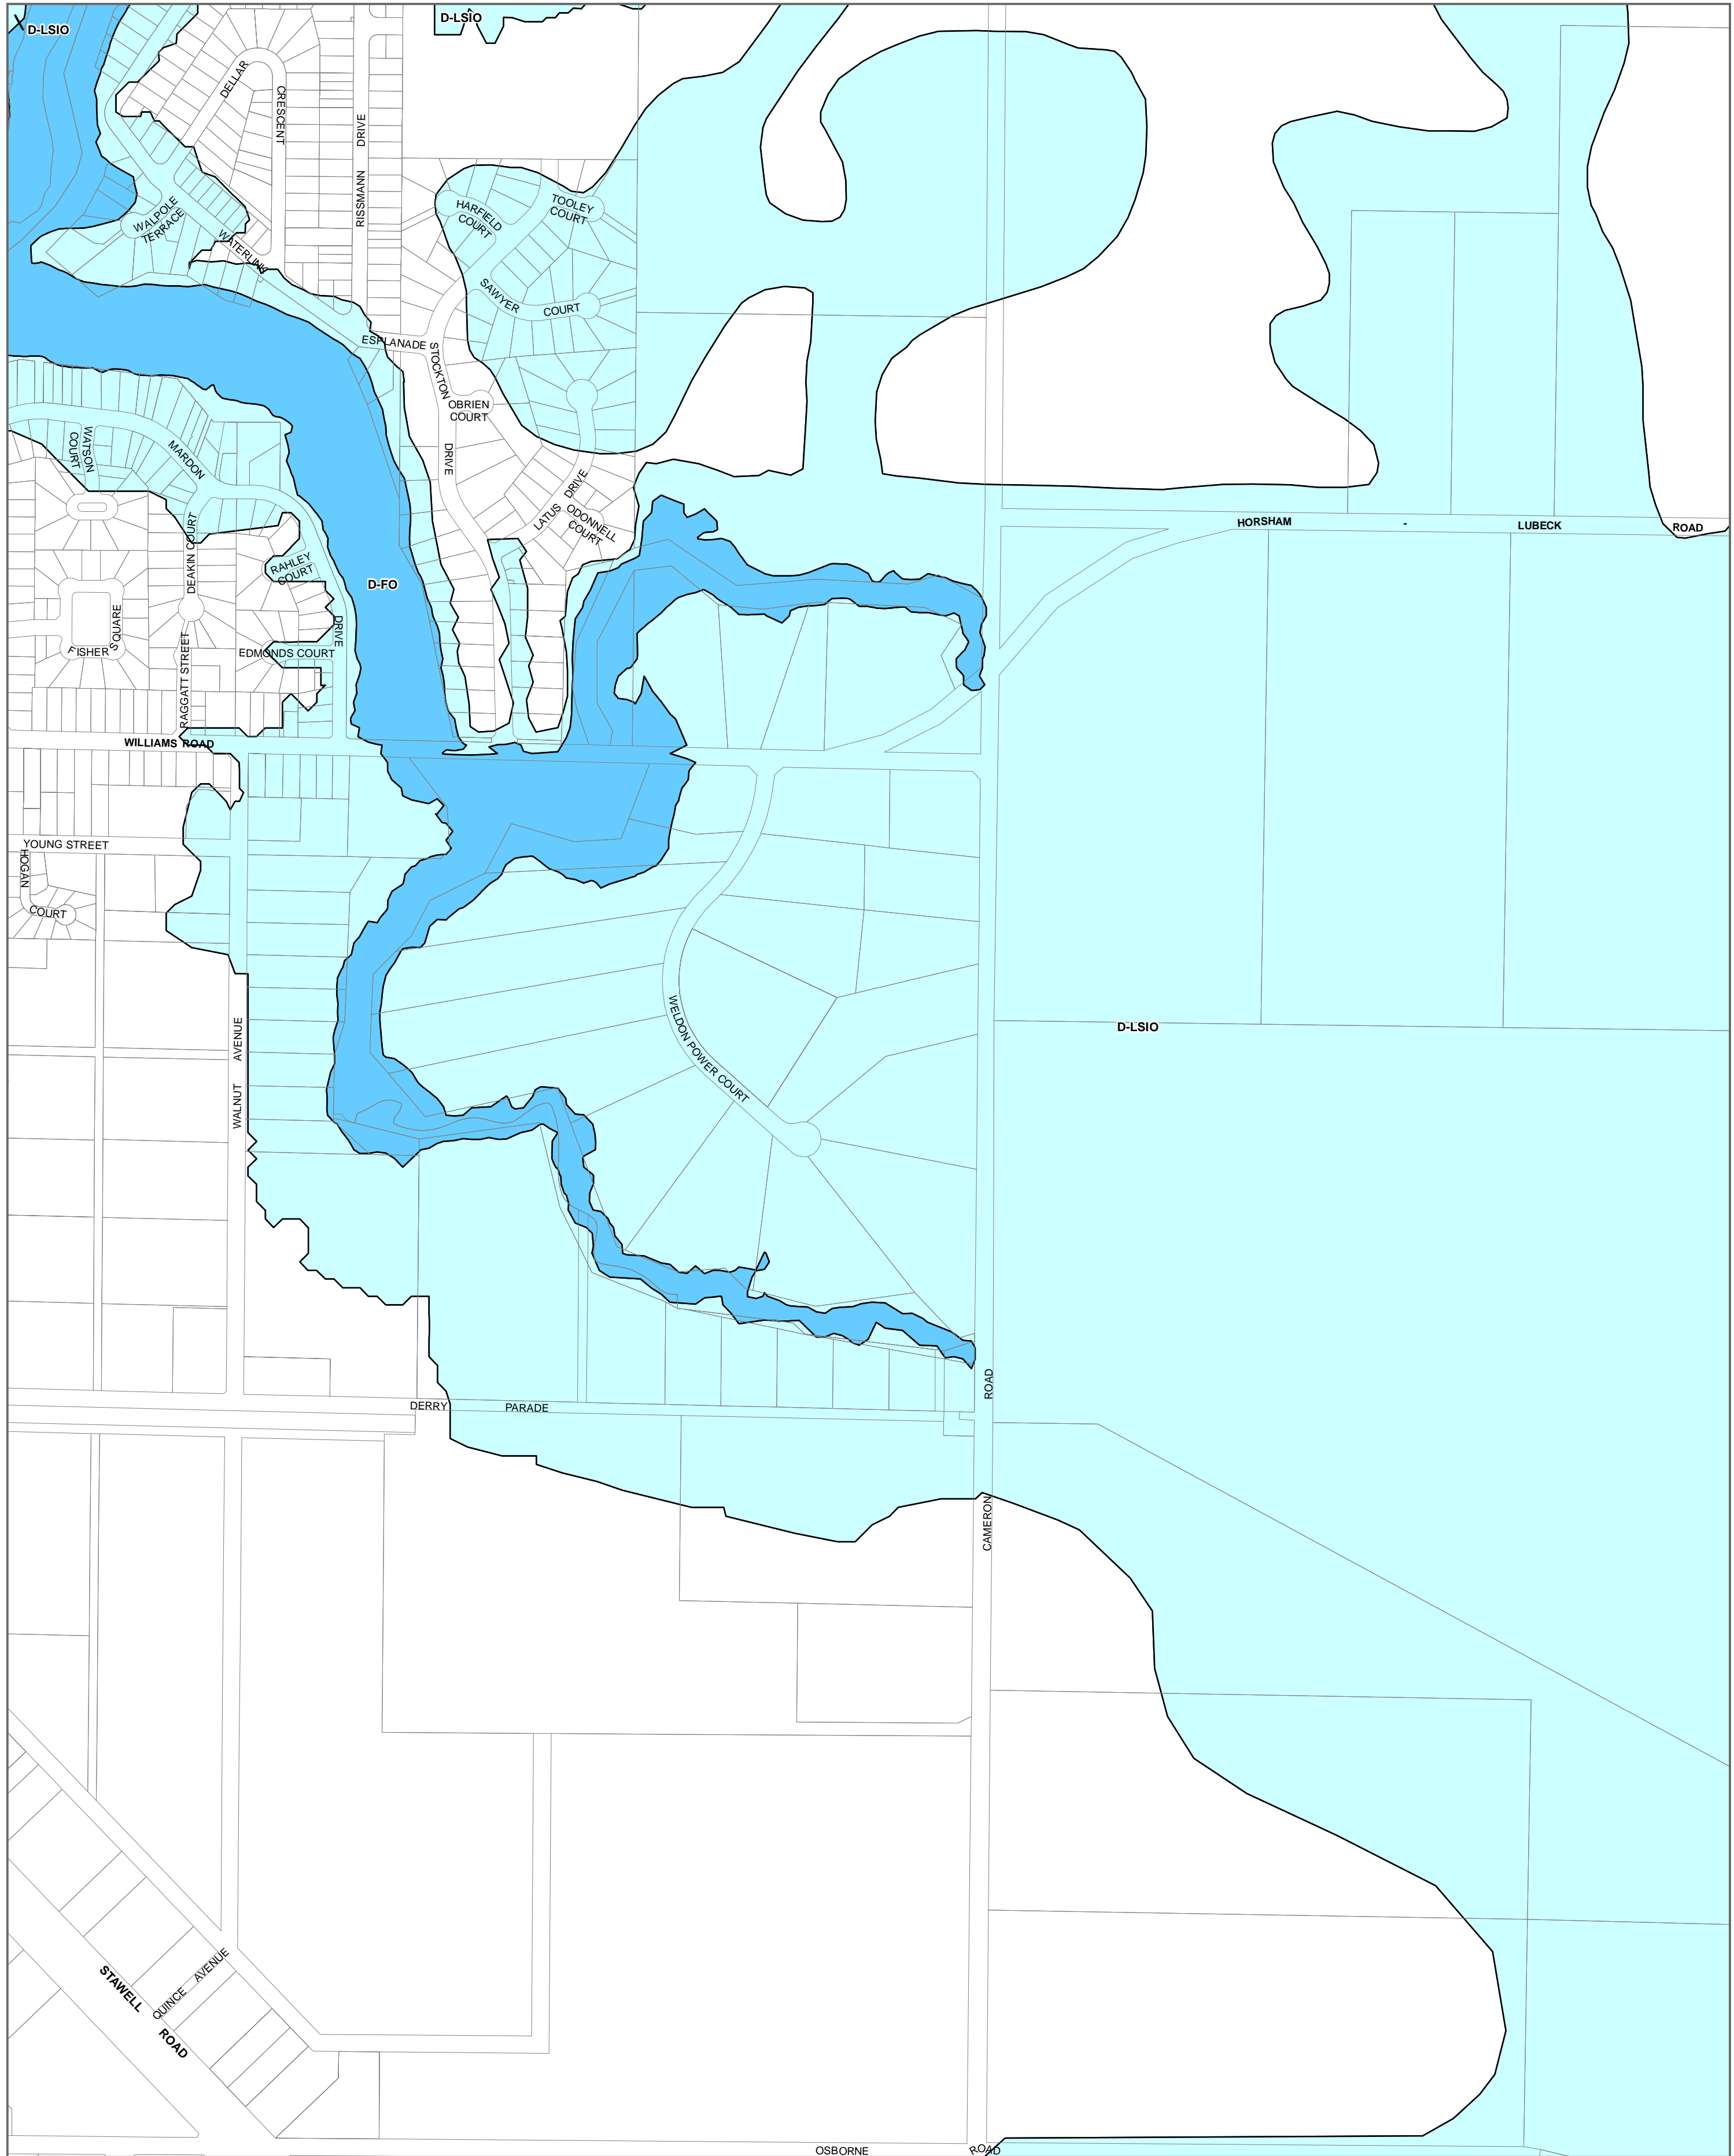 D-LSIO
D-LSIO
DELLAR
CRESCENT
RISSMANN DRIVE
WALPOLE
TERRACE
WATERLINK
ESPLANADE
HARFIELD
COURT
TOOLEY
COURT
SAWYER COURT
STOCKTON DRIVE
OBRIEN
COURT
LATUS DRIVE
ODONNELL
COURT
WATSON
COURT
MARDON DRIVE
DEAKIN COURT
RAHLEY
COURT
D-FO
FISHER SQUARE
EDMONDS COURT
RAGGATT STREET
HORSHAM - LUBECK ROAD
WILLIAMS ROAD
YOUNG STREET
HOGAN
COURT
WALNUT AVENUE
WELDON POWER COURT
D-LSIO
DERRY PARADE
CAMERON ROAD
STAWELL ROAD
QUINCE AVENUE
OSBORNE ROAD